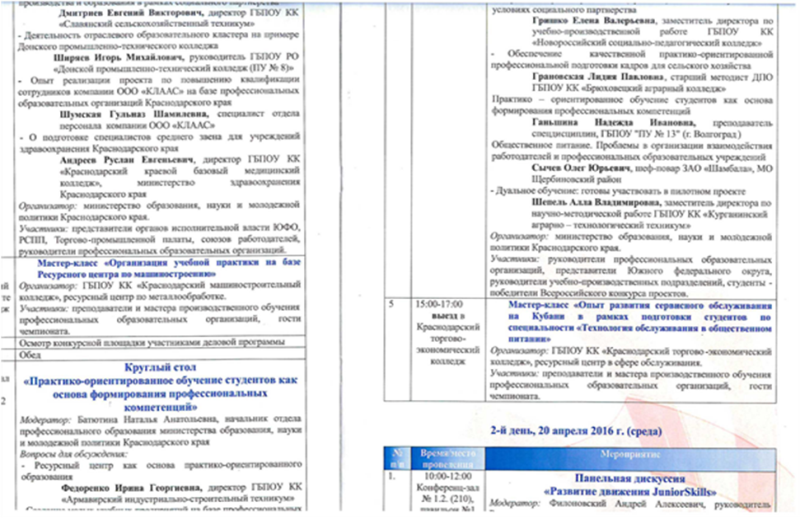 производства и образования в рамках социального партнерства
Дмитриев Евгений Викторович, директор ГБПОУ КК
«Славянский сельскохозяйственный техникум»
- Деятельность отраслевого образовательного кластера на примере
Донского промышленно-технического колледжа
Ширяев Игорь Михайлович, руководитель ГБПОУ РО
«Донской промышленно-технический колледж (ПУ № 8)»
- Опыт реализации проекта по повышению квалификации
сотрудников компании ООО «КЛААС» на базе профессиональных
образовательных организаций Краснодарского края
Шумская Гульназ Шамилевна, специалист отдела
персонала компании ООО «КЛААС»
- О подготовке специалистов среднего звена для учреждений
здравоохранения Краснодарского края
Андреев Руслан Евгеньевич, директор ГБПОУ КК
«Краснодарский краевой базовый медицинский
колледж», министерство здравоохранения
Краснодарского края
Организатор: министерство образования, науки и молодежной
политики Краснодарского края.
Участники: представители органов исполнительной власти ЮФО,
РСПП, Торгово-промышленной палаты, союзов работодателей,
руководители профессиональных образовательных организаций.
Мастер-класс «Организация учебной практики на базе
Ресурсного центра по машиностроению»
Организатор: ГБПОУ КК «Краснодарский машиностроительный
колледж», ресурсный центр по металлообработке.
Участники: преподаватели и мастера производственного обучения
профессиональных образовательных организаций, гости
чемпионата.
Осмотр конкурсной площадки участниками деловой программы
Обед
Круглый стол
«Практико-ориентированное обучение студентов как
основа формирования профессиональных
компетенций»
Модератор: Батютина Наталья Анатольевна, начальник отдела
профессионального образования министерства образования, науки
и молодежной политики Краснодарского края
Вопросы для обсуждения:
- Ресурсный центр как основа практико-ориентированного
образования
Федоренко Ирина Георгиевна, директор ГБПОУ КК
«Армавирский индустриально-строительный техникум»
условиях социального партнерства
Гришко Елена Валерьевна, заместитель директора по
учебно-производственной работе ГБПОУ КК
«Новороссийский социально-педагогический колледж»
- Обеспечение качественной практико-ориентированной
профессиональной подготовки кадров для сельского хозяйства
Грановская Лидия Павловна, старший методист ДПО
ГБПОУ КК «Брюховецкий аграрный колледж»
Практико – ориентированное обучение студентов как основа
формирования профессиональных компетенций
Ганьшина Надежда Ивановна, преподаватель
спецдисциплин, ГБПОУ "ПУ № 13" (г. Волгоград)
Общественное питание. Проблемы в организации взаимодействия
работодателей и профессиональных образовательных учреждений
Сычев Олег Юрьевич, шеф-повар ЗАО «Шамбала», МО
Щербиновский район
- Дуальное обучение: готовы участвовать в пилотном проекте
Шепель Алла Владимировна, заместитель директора по
научно-методической работе ГБПОУ КК «Курганинский
аграрно – технологический техникум»
Организатор: министерство образования, науки и молодежной
политики Краснодарского края.
Участники: руководители профессиональных образовательных
организаций, представители Южного федерального округа,
руководители учебно-производственных подразделений, студенты -
победители Всероссийского конкурса проектов.
5 15:00-17:00
выезд в
Краснодарский
торгово-
экономический
колледж
Мастер-класс «Опыт развития сервисного обслуживания
на Кубани в рамках подготовки студентов по
специальности «Технология обслуживания в общественном
питании»
Организатор: ГБПОУ КК «Краснодарский торгово-экономический
колледж», ресурсный центр в сфере обслуживания.
Участники: преподаватели и мастера производственного обучения
профессиональных образовательных организаций, гости
чемпионата.
2-й день, 20 апреля 2016 г. (среда)
№
п/п
Время/место
проведения
Мероприятие
1. 10:00-12:00
Конференц-зал
№ 1.2. (210),
павильон №1
Панельная дискуссия
«Развитие движения JuniorSkills»
Модератор: Филоновский Андрей Алексеевич, руководитель